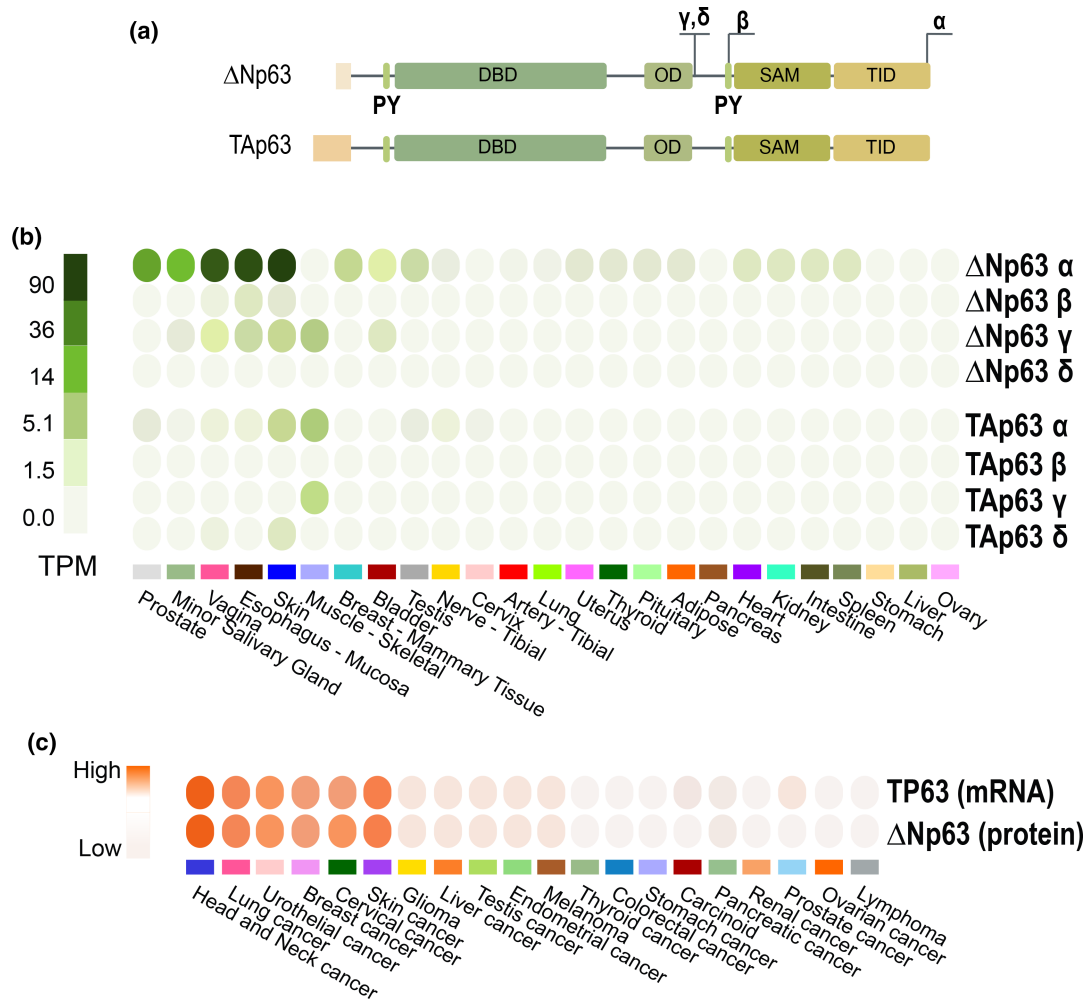 (a)
γ,δ β α
ΔNp63 DBD OD SAM TID
PY PY
TAp63 DBD OD SAM TID
(b)
90
36
14
5.1
1.5
0.0
TPM
ΔNp63 α
ΔNp63 β
ΔNp63 γ
ΔNp63 δ
TAp63 α
TAp63 β
TAp63 γ
TAp63 δ
Prostate
Minor Salivary Gland
Vagina
Esophagus - Mucosa
Skin
Muscle - Skeletal
Breast - Mammary Tissue
Bladder
Testis
Nerve - Tibial
Cervix
Artery - Tibial
Lung
Uterus
Thyroid
Pituitary
Adipose
Pancreas
Heart
Kidney
Intestine
Spleen
Stomach
Liver
Ovary
(c)
High
Low
TP63 (mRNA)
ΔNp63 (protein)
Head and Neck cancer
Lung cancer
Urothelial cancer
Breast cancer
Cervical cancer
Skin cancer
Glioma
Liver cancer
Testis cancer
Endometrial cancer
Melanoma
Thyroid cancer
Colorectal cancer
Stomach cancer
Carcinoid
Pancreatic cancer
Renal cancer
Prostate cancer
Ovarian cancer
Lymphoma